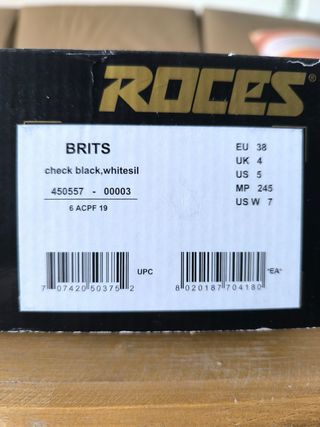 ROCES
BRITS
check black,whitesil
450557 - 00003
6 ACPF 19
EU 38
UK 4
US 5
MP 245
US W 7
UPC
7 07420 50375 2
"EA"
8 020187 704180